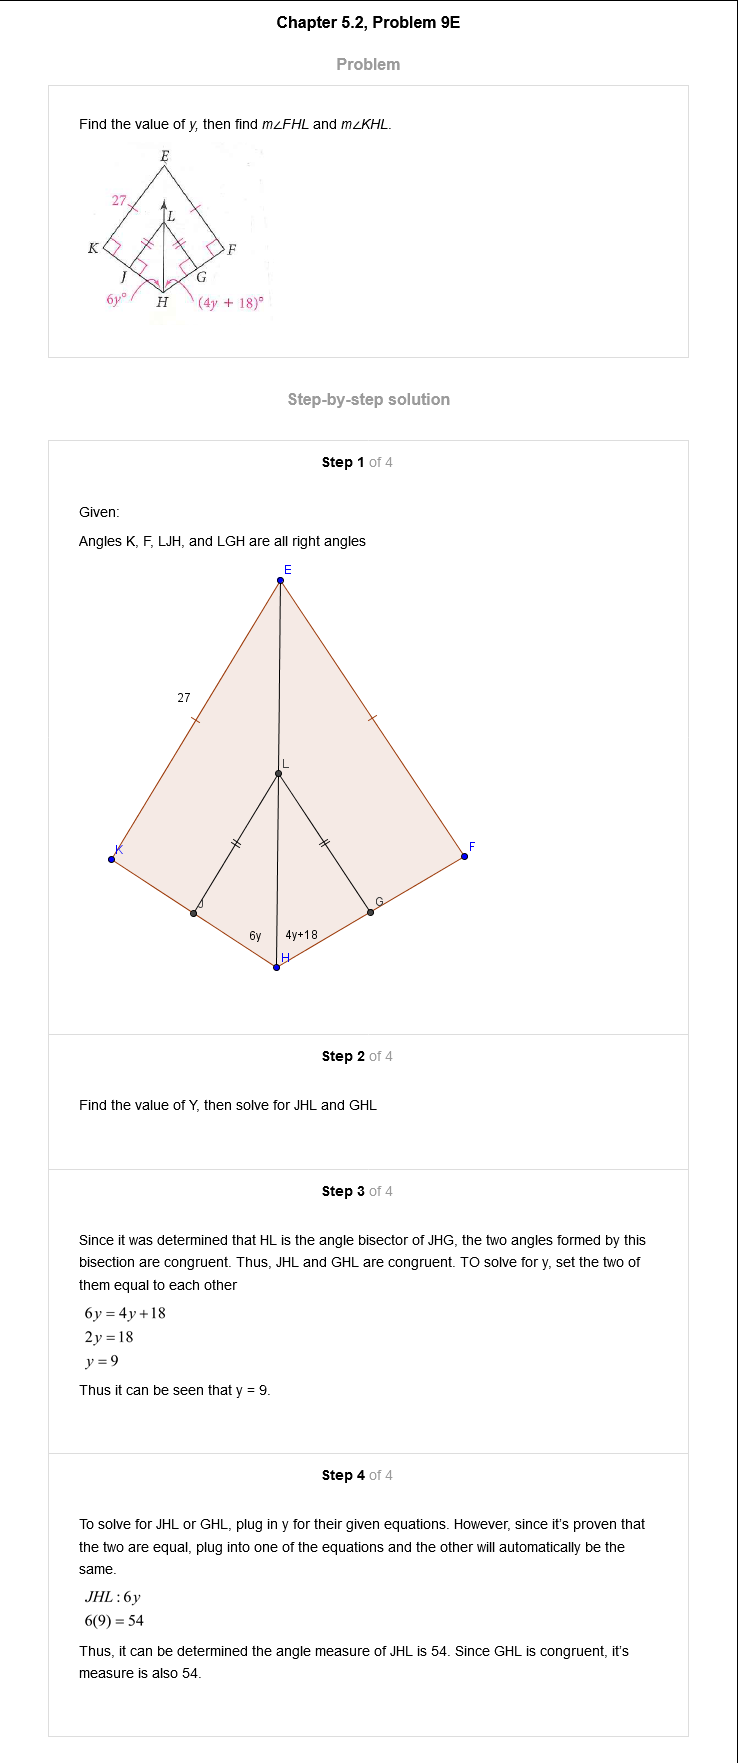 Chapter 5.2, Problem 9E
Problem
Find the value of y, then find m∠FHL and m∠KHL.
E
27
L
K
F
J
G
6y°
H
(4y + 18)°
Step-by-step solution
Step 1 of 4
Given:
Angles K, F, LJH, and LGH are all right angles
E
27
L
K
F
J
G
6y
4y+18
H
Step 2 of 4
Find the value of Y, then solve for JHL and GHL
Step 3 of 4
Since it was determined that HL is the angle bisector of JHG, the two angles formed by this
bisection are congruent. Thus, JHL and GHL are congruent. TO solve for y, set the two of
them equal to each other
6y = 4y+18
2y = 18
y = 9
Thus it can be seen that y = 9.
Step 4 of 4
To solve for JHL or GHL, plug in y for their given equations. However, since it's proven that
the two are equal, plug into one of the equations and the other will automatically be the
same.
JHL : 6y
6(9) = 54
Thus, it can be determined the angle measure of JHL is 54. Since GHL is congruent, it's
measure is also 54.